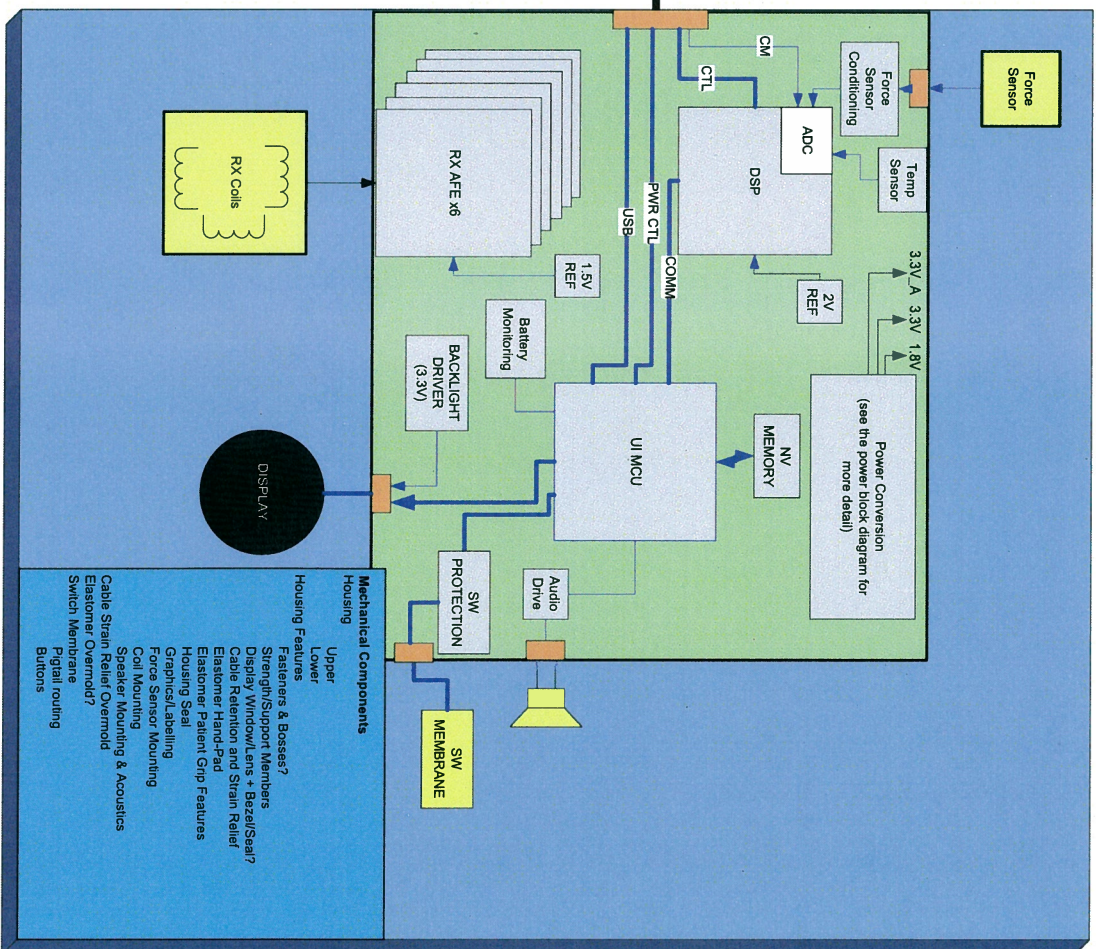 Force
Sensor
Force
Sensor
Conditioning
Temp
Sensor
3.3V_A
3.3V
1.8V
Power Conversion
(see the power block diagram for
more detail)
CM
ADC
2V
REF
CTL
DSP
NV
MEMORY
COMM
PWR CTL
USB
UI MCU
1.5V
REF
Battery
Monitoring
Audio
Drive
RX AFE x6
BACKLIGHT
DRIVER
(3.3V)
SW
PROTECTION
SW
MEMBRANE
RX Coils
DISPLAY
Mechanical Components
Housing
Upper
Lower
Housing Features
Fasteners & Bosses?
Strength/Support Members
Display Window/Lens + Bezel/Seal?
Cable Retention and Strain Relief
Elastomer Hand-Pad
Elastomer Patient Grip Features
Housing Seal
Graphics/Labelling
Force Sensor Mounting
Coil Mounting
Speaker Mounting & Acoustics
Cable Strain Relief Overmold
Elastomer Overmold?
Switch Membrane
Pigtail routing
Buttons